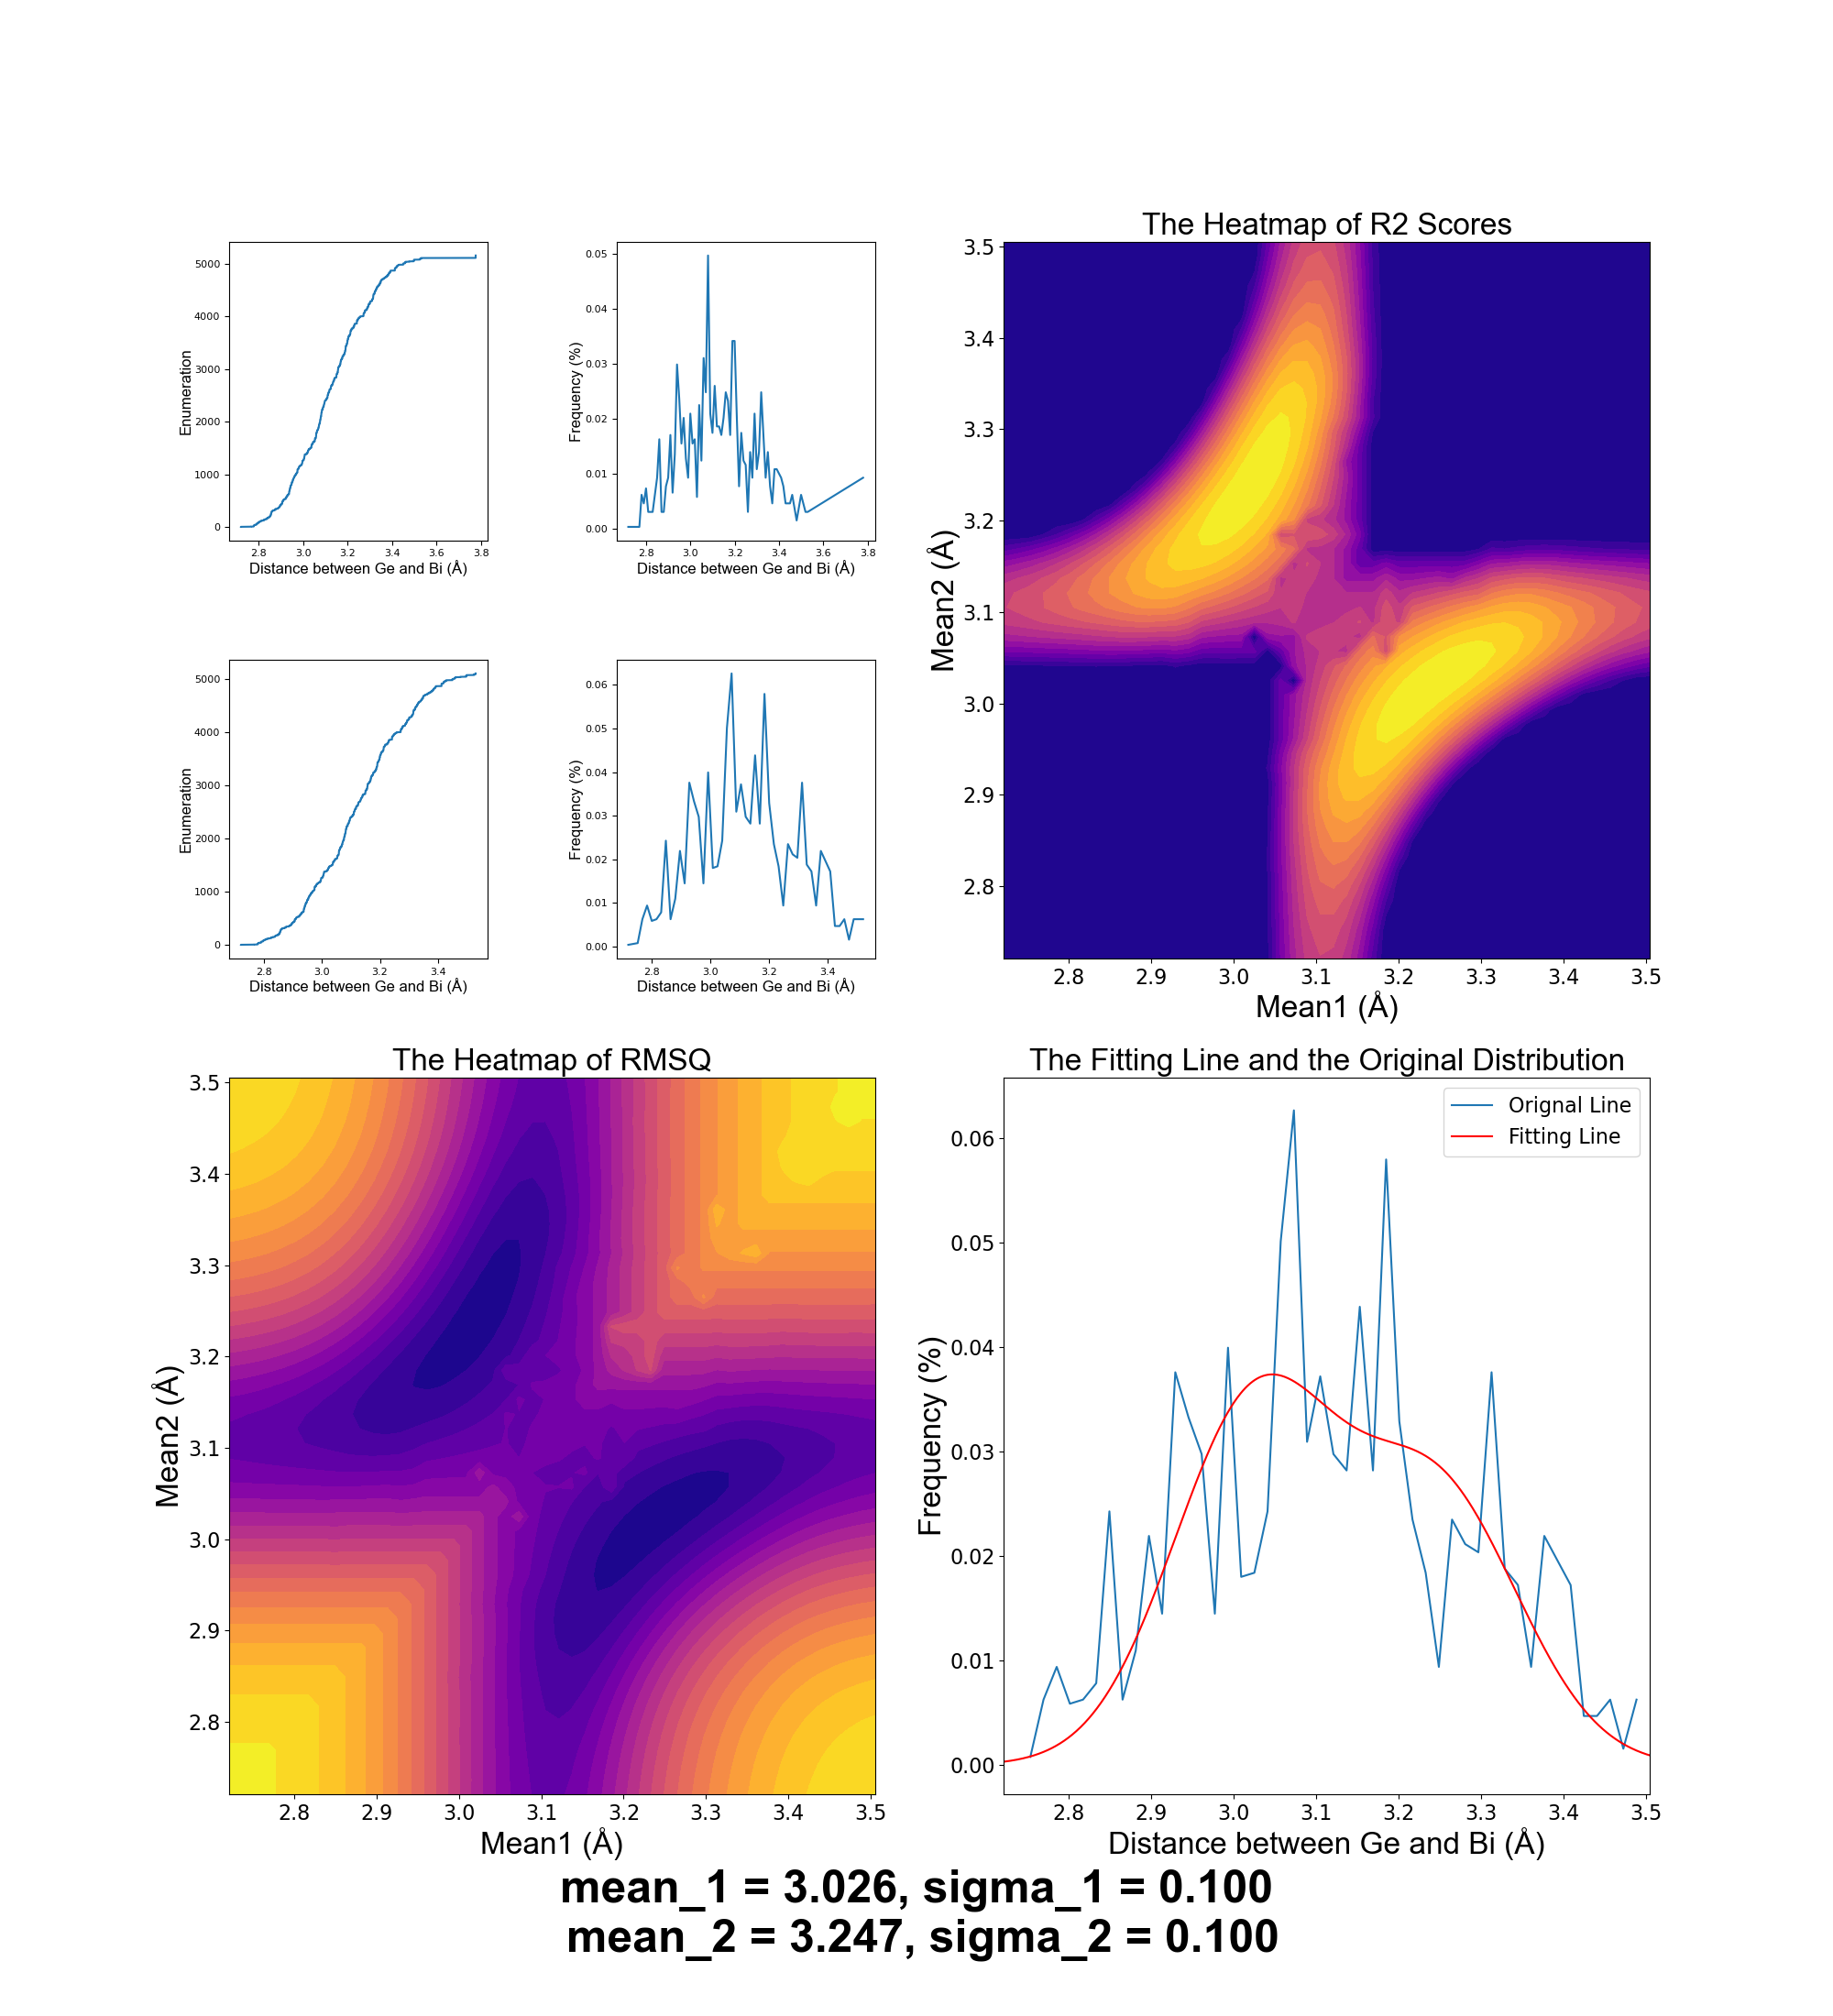 The Heatmap of R2 Scores
5000
4000
3000
2000
1000
0
Enumeration
2.8 3.0 3.2 3.4 3.6 3.8
Distance between Ge and Bi (Å)
0.05
0.04
0.03
0.02
0.01
0.00
Frequency (%)
2.8 3.0 3.2 3.4 3.6 3.8
Distance between Ge and Bi (Å)
3.5
3.4
3.3
3.2
3.1
3.0
2.9
2.8
Mean2 (Å)
2.8 2.9 3.0 3.1 3.2 3.3 3.4 3.5
Mean1 (Å)
5000
4000
3000
2000
1000
0
Enumeration
2.8 3.0 3.2 3.4
Distance between Ge and Bi (Å)
0.06
0.05
0.04
0.03
0.02
0.01
0.00
Frequency (%)
2.8 3.0 3.2 3.4
Distance between Ge and Bi (Å)
The Heatmap of RMSQ
3.5
3.4
3.3
3.2
3.1
3.0
2.9
2.8
Mean2 (Å)
2.8 2.9 3.0 3.1 3.2 3.3 3.4 3.5
Mean1 (Å)
The Fitting Line and the Original Distribution
Orignal Line
Fitting Line
0.06
0.05
0.04
0.03
0.02
0.01
0.00
Frequency (%)
2.8 2.9 3.0 3.1 3.2 3.3 3.4 3.5
Distance between Ge and Bi (Å)
mean_1 = 3.026, sigma_1 = 0.100
mean_2 = 3.247, sigma_2 = 0.100